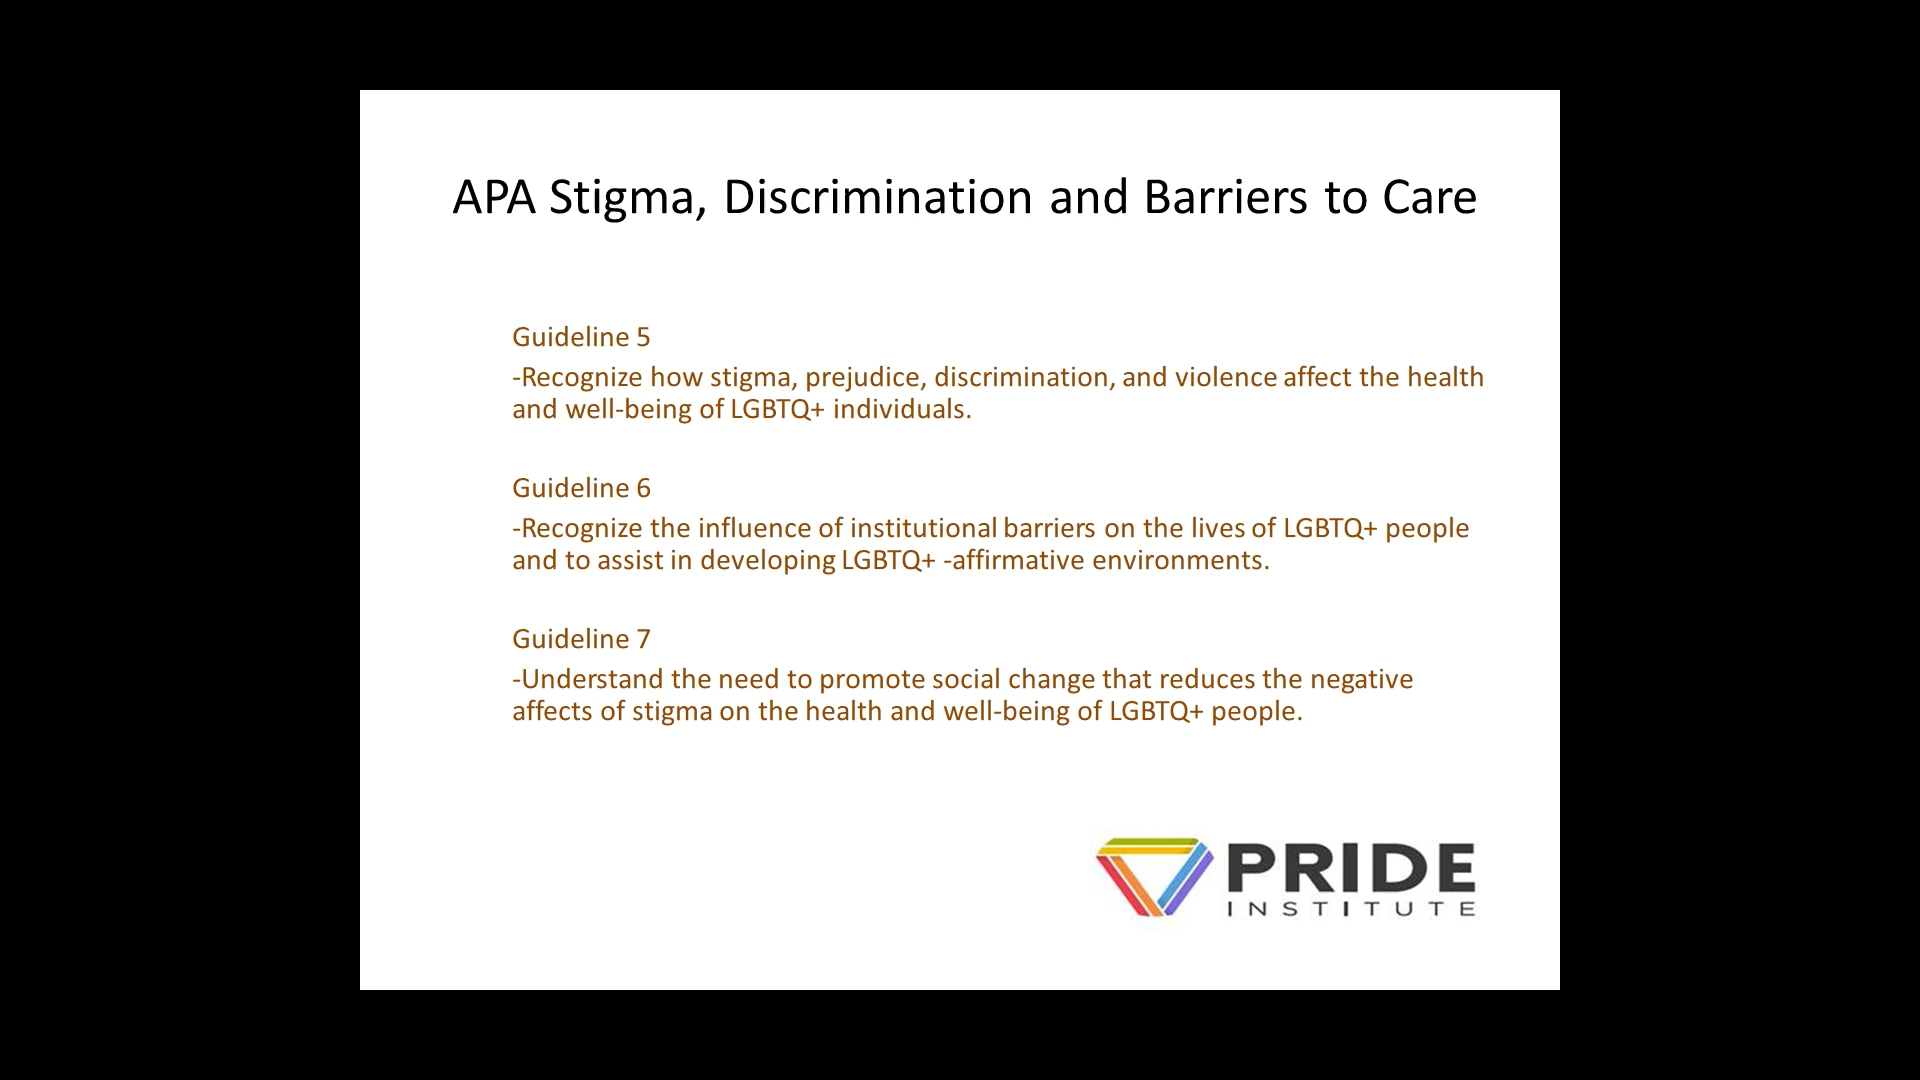 APA Stigma, Discrimination and Barriers to Care
Guideline 5
-Recognize how stigma, prejudice, discrimination, and violence affect the health
and well-being of LGBTQ+ individuals.
Guideline 6
-Recognize the influence of institutional barriers on the lives of LGBTQ+ people
and to assist in developing LGBTQ+ -affirmative environments.
Guideline 7
-Understand the need to promote social change that reduces the negative
affects of stigma on the health and well-being of LGBTQ+ people.
PRIDE
INSTITUTE